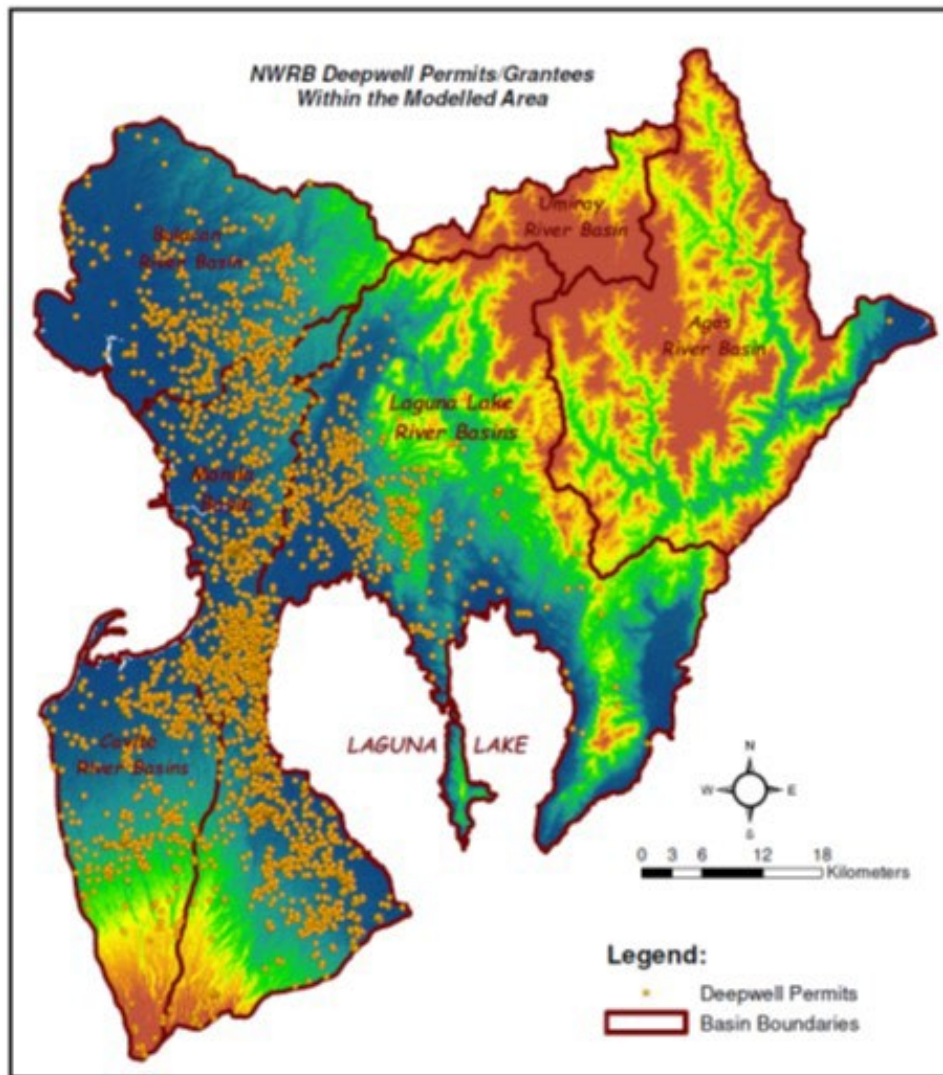 NWRB Deepwell Permits/Grantees
Within the Modelled Area
Umiray
River Basin
Bulacan
River Basin
Agos
River Basin
Laguna Lake
River Basins
Manila
Basin
LAGUNA LAKE
Cavite
River Basins
N
W E
S
0 3 6 12 18
Kilometers
Legend:
Deepwell Permits
Basin Boundaries